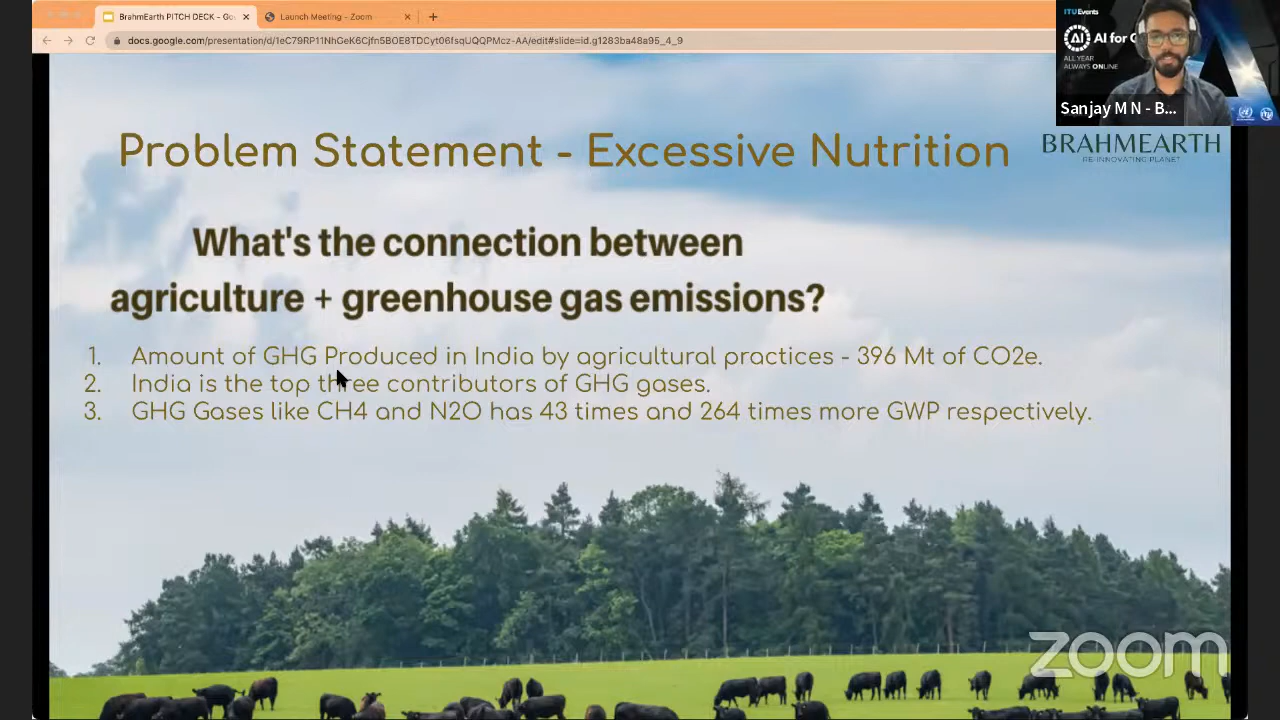 BrahmEarth PITCH DECK - Go
Launch Meeting - Zoom
docs.google.com/presentation/d/1eC79RP11NhGeK6Cjfn5BOE8TDCyt06fsqUQQPMcz-AA/edit#slide=id.g1283ba48a95_4_9
ITUEvents
AI for G
ALL YEAR
ALWAYS ONLINE
Sanjay M N - B...
Problem Statement - Excessive Nutrition
BRAHMEARTH
RE-INNOVATING PLANET
What's the connection between
agriculture + greenhouse gas emissions?
1. Amount of GHG Produced in India by agricultural practices - 396 Mt of CO2e.
2. India is the top three contributors of GHG gases.
3. GHG Gases like CH4 and N2O has 43 times and 264 times more GWP respectively.
zoom